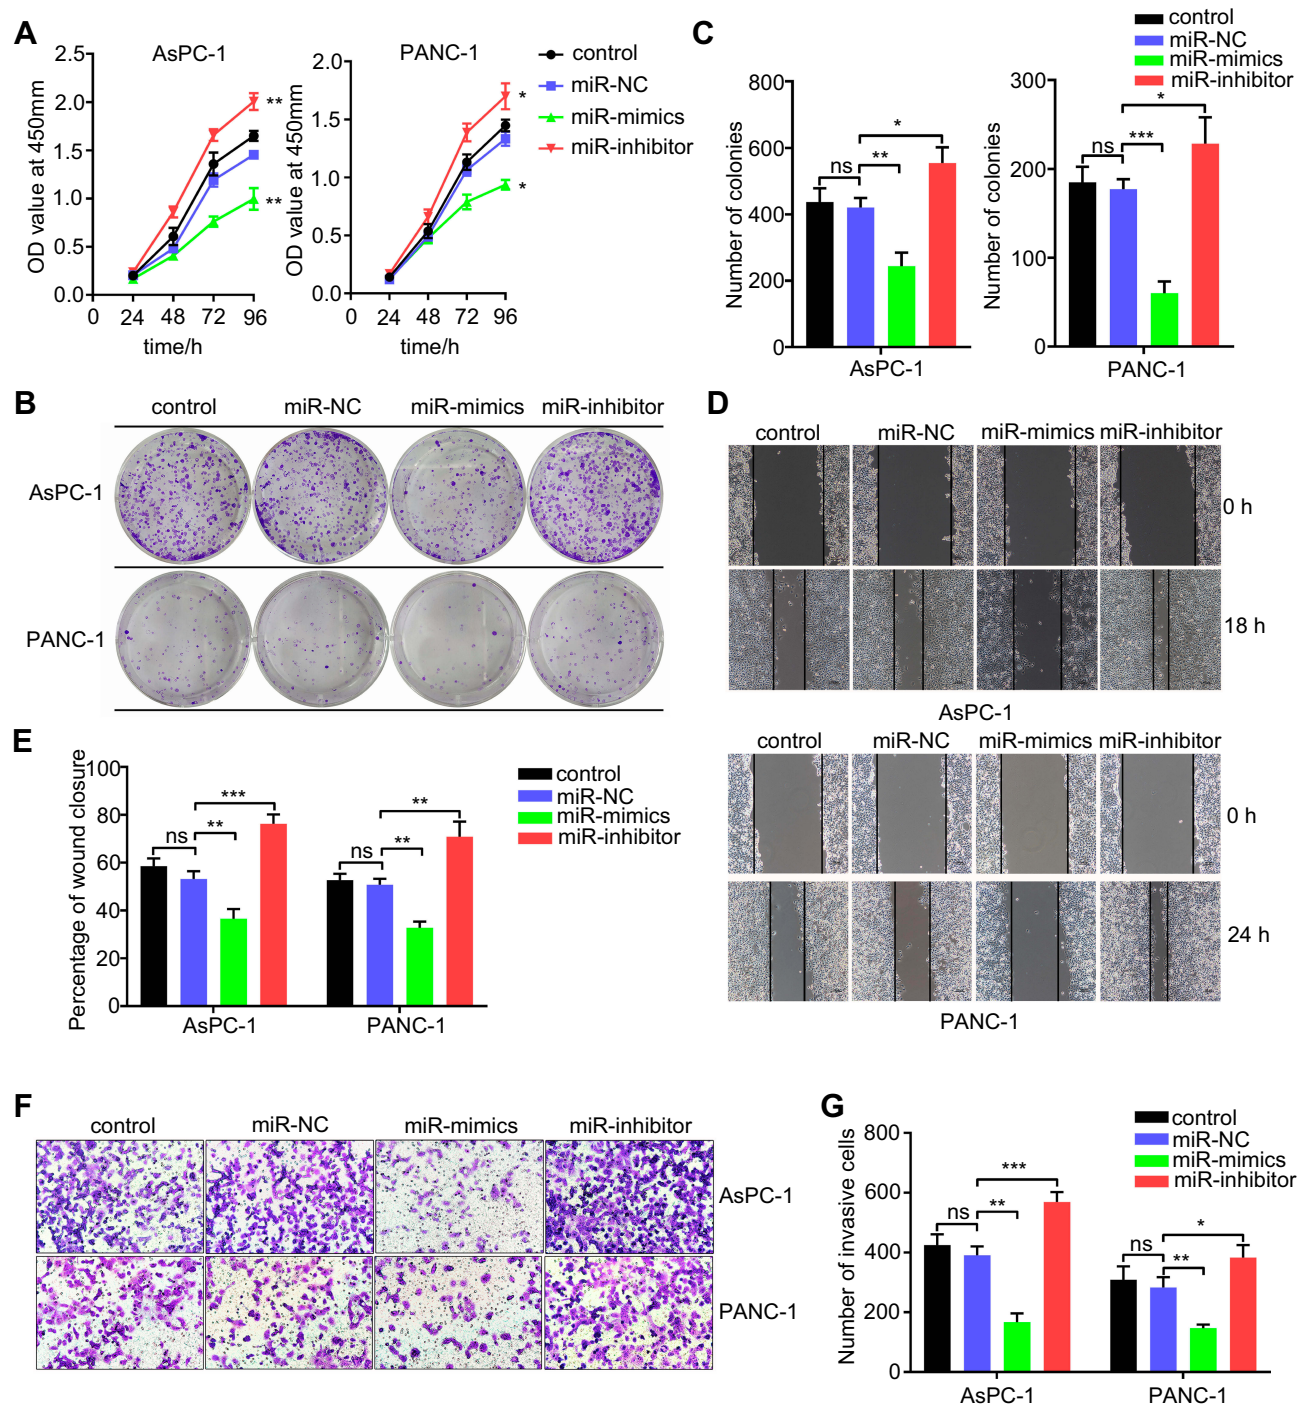 A
AsPC-1
PANC-1
control
miR-NC
miR-mimics
miR-inhibitor
OD value at 450mm
2.5
2.0
1.5
1.0
0.5
0.0
0 24 48 72 96
time/h
**
**
OD value at 450mm
2.0
1.5
1.0
0.5
0.0
0 24 48 72 96
time/h
*
*
C
control
miR-NC
miR-mimics
miR-inhibitor
Number of colonies
800
600
400
200
0
ns
**
*
AsPC-1
Number of colonies
300
200
100
0
ns
***
*
PANC-1
B
control miR-NC miR-mimics miR-inhibitor
AsPC-1
PANC-1
D
control miR-NC miR-mimics miR-inhibitor
0 h
18 h
AsPC-1
control miR-NC miR-mimics miR-inhibitor
0 h
24 h
PANC-1
E
Percentage of wound closure
100
80
60
40
20
0
ns
**
***
ns
**
**
AsPC-1 PANC-1
control
miR-NC
miR-mimics
miR-inhibitor
F
control miR-NC miR-mimics miR-inhibitor
AsPC-1
PANC-1
G
control
miR-NC
miR-mimics
miR-inhibitor
Number of invasive cells
800
600
400
200
0
ns
**
***
ns
**
*
AsPC-1 PANC-1